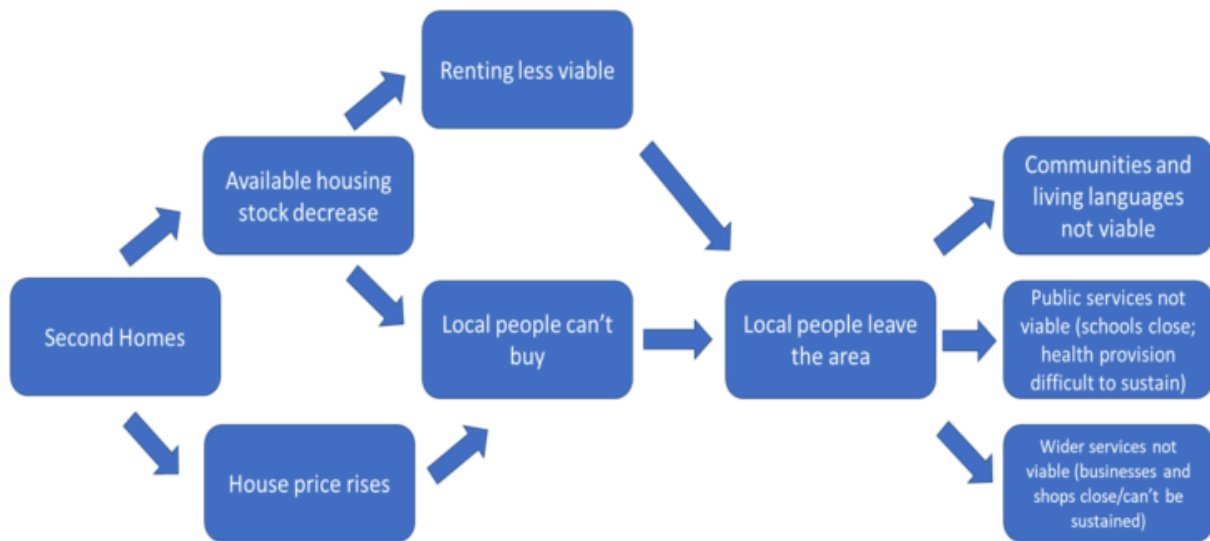 Renting less viable
Available housing
stock decrease
Communities and
living languages
not viable
Second Homes
Local people can't
buy
Local people leave
the area
Public services not
viable (schools close;
health provision
difficult to sustain)
House price rises
Wider services not
viable (businesses and
shops close/can't be
sustained)